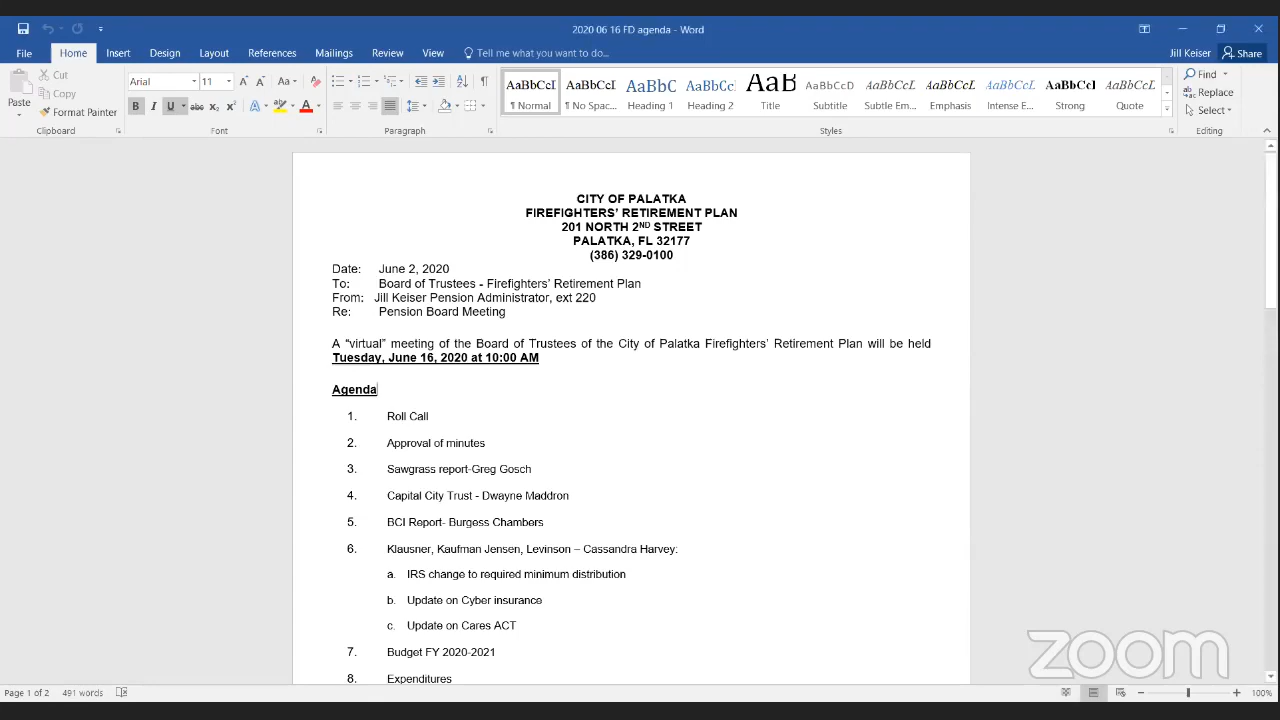 2020 06 16 FD agenda - Word
File Home Insert Design Layout References Mailings Review View Tell me what you want to do... Jill Keiser Share
Paste Cut
Copy
Format Painter
Clipboard
Arial 11
Font
Paragraph
AaBbCcI AaBbCcI AaBbC AaBbCcI AaB AaBbCcD AaBbCcL AaBbCcL AaBbCcL AaBbCcI AaBbCcL
¶ Normal ¶ No Spac... Heading 1 Heading Title Subtitle Subtle Em... Emphasis Intense E... Strong Quote
Styles
Find
Replace
Select
Editing
CITY OF PALATKA
FIREFIGHTERS’ RETIREMENT PLAN
201 NORTH 2ND STREET
PALATKA, FL 32177
(386) 329-0100
Date: June 2, 2020
To: Board of Trustees - Firefighters’ Retirement Plan
From: Jill Keiser Pension Administrator, ext 220
Re: Pension Board Meeting
A “virtual” meeting of the Board of Trustees of the City of Palatka Firefighters’ Retirement Plan will be held
Tuesday, June 16, 2020 at 10:00 AM
Agenda
1. Roll Call
2. Approval of minutes
3. Sawgrass report-Greg Gosch
4. Capital City Trust - Dwayne Maddron
5. BCI Report- Burgess Chambers
6. Klausner, Kaufman Jensen, Levinson – Cassandra Harvey:
a. IRS change to required minimum distribution
b. Update on Cyber insurance
c. Update on Cares ACT
7. Budget FY 2020-2021
8. Expenditures
zoom
Page 1 of 2 491 words 100%